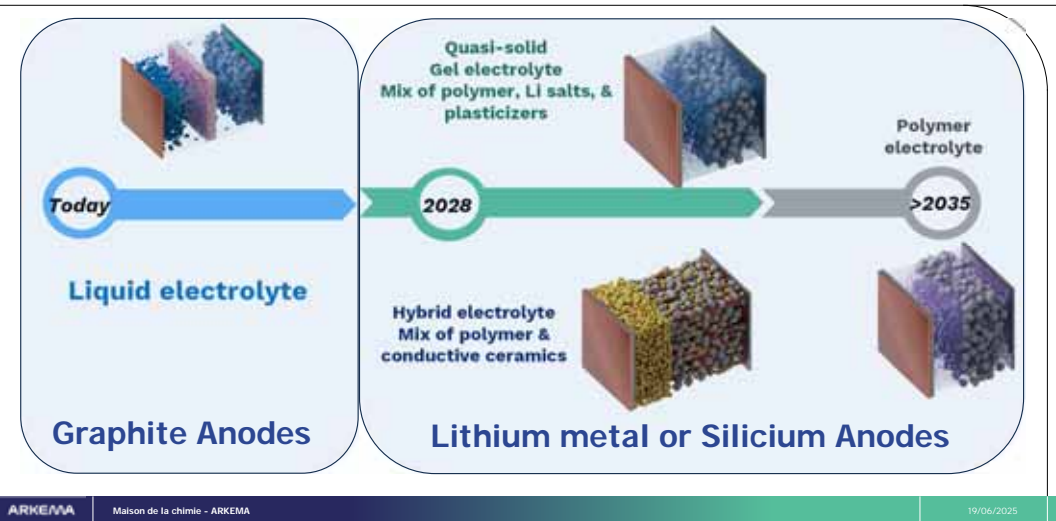 Quasi-solid
Gel electrolyte
Mix of polymer, Li salts, &
plasticizers
Polymer
electrolyte
Today
2028
>2035
Liquid electrolyte
Hybrid electrolyte
Mix of polymer &
conductive ceramics
Graphite Anodes
Lithium metal or Silicium Anodes
ARKEMA
Maison de la chimie - ARKEMA
19/06/2025